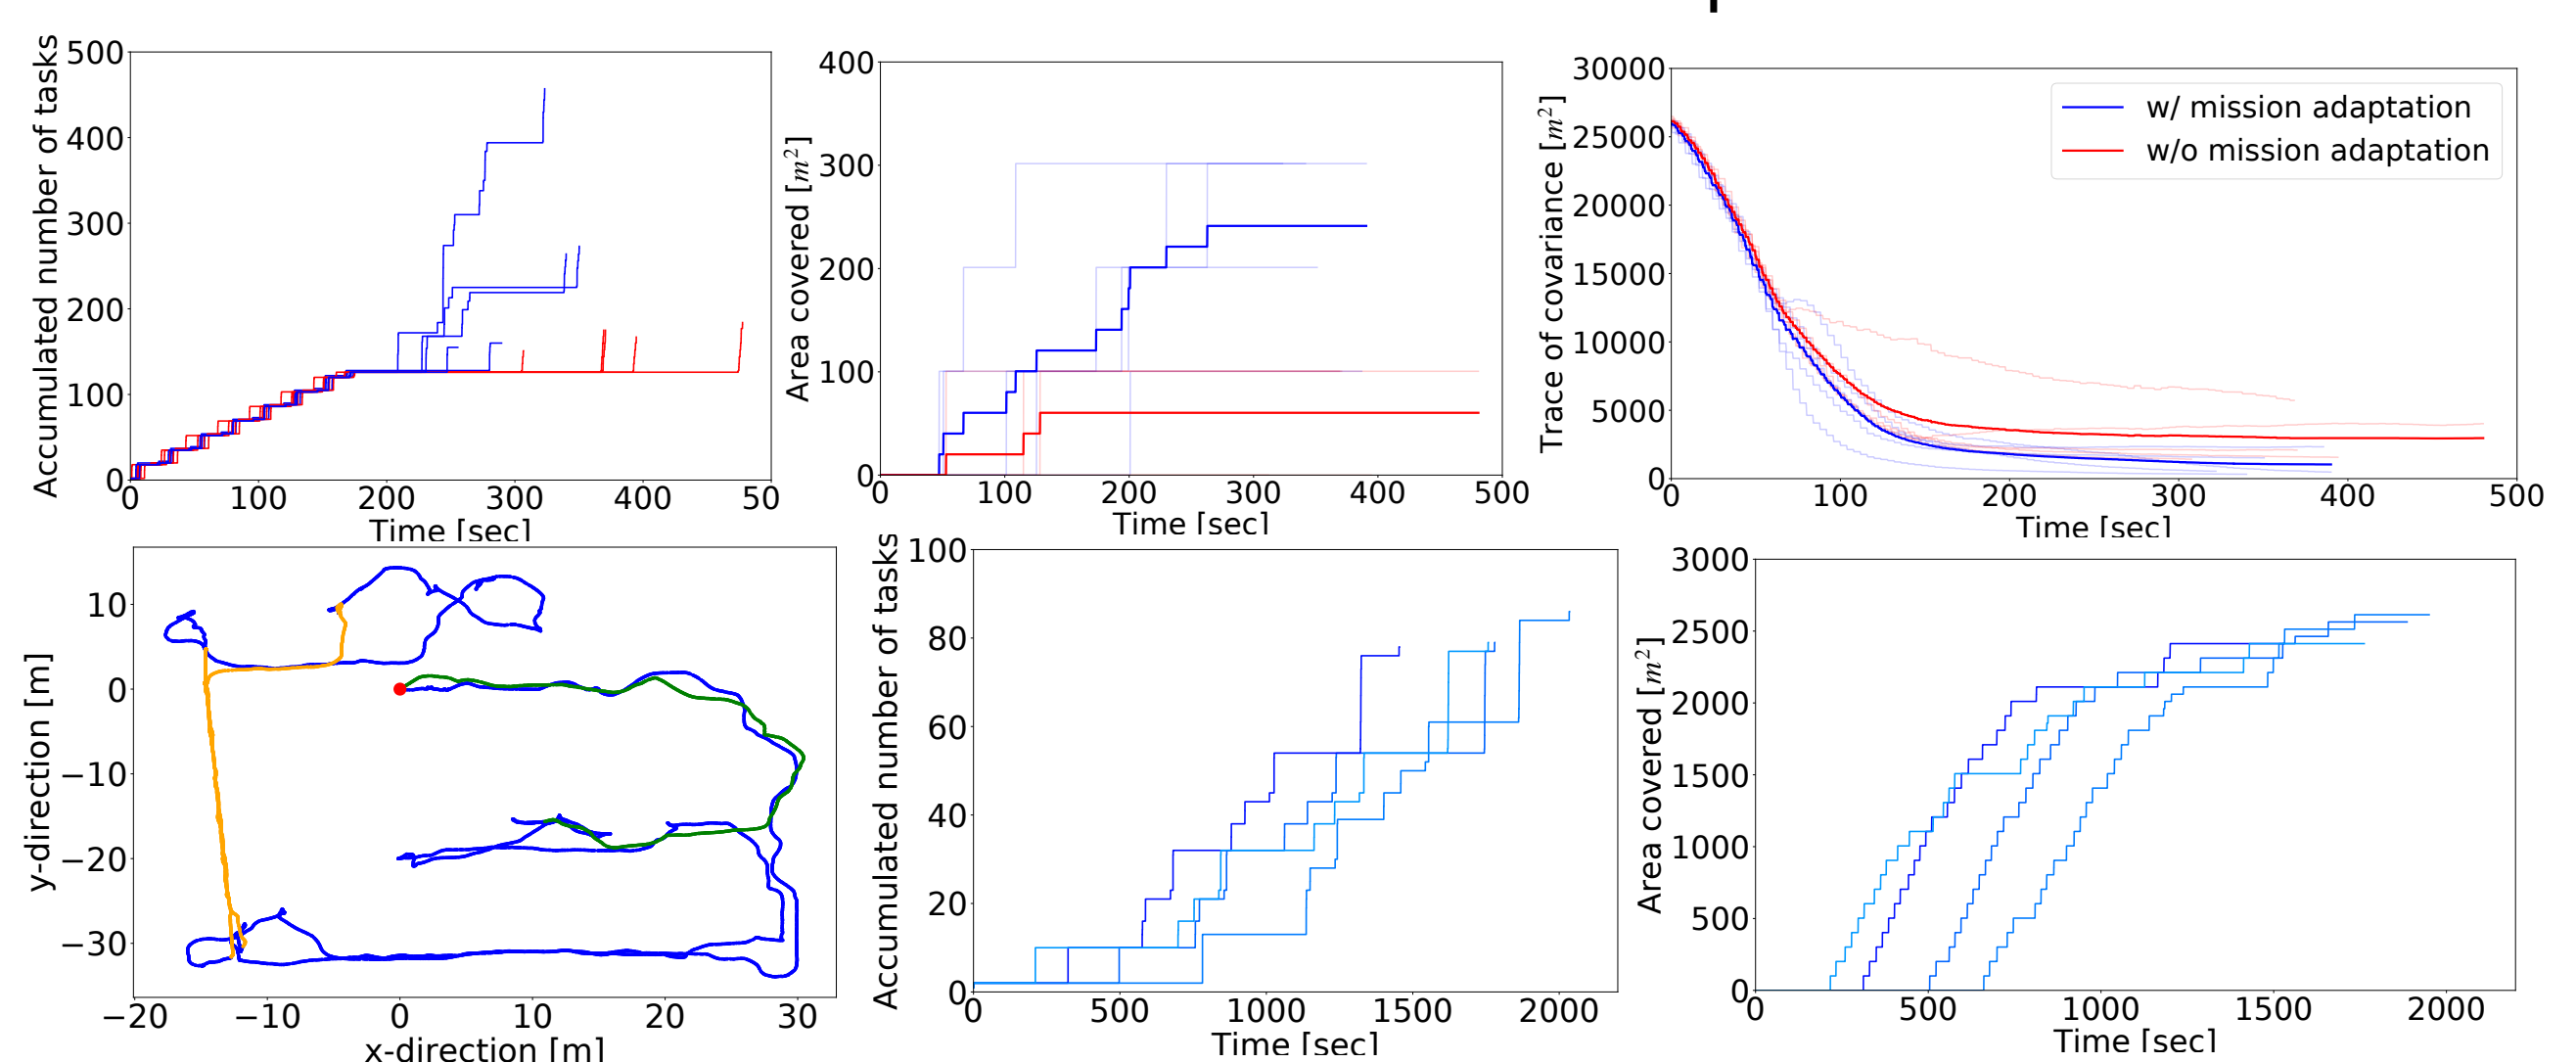 Accumulated number of tasks
500
400
300
200
100
0
0 100 200 300 400 50
Time [sec]
Area covered [m²]
400
300
200
100
0
0 100 200 300 400 500
Time [sec]
Trace of covariance [m²]
30000
25000
20000
15000
10000
5000
0
w/ mission adaptation
w/o mission adaptation
0 100 200 300 400 500
Time [sec]
y-direction [m]
10
0
−10
−20
−30
−20 −10 0 10 20 30
x-direction [m]
Accumulated number of tasks
100
80
60
40
20
0
0 500 1000 1500 2000
Time [sec]
Area covered [m²]
3000
2500
2000
1500
1000
500
0
0 500 1000 1500 2000
Time [sec]